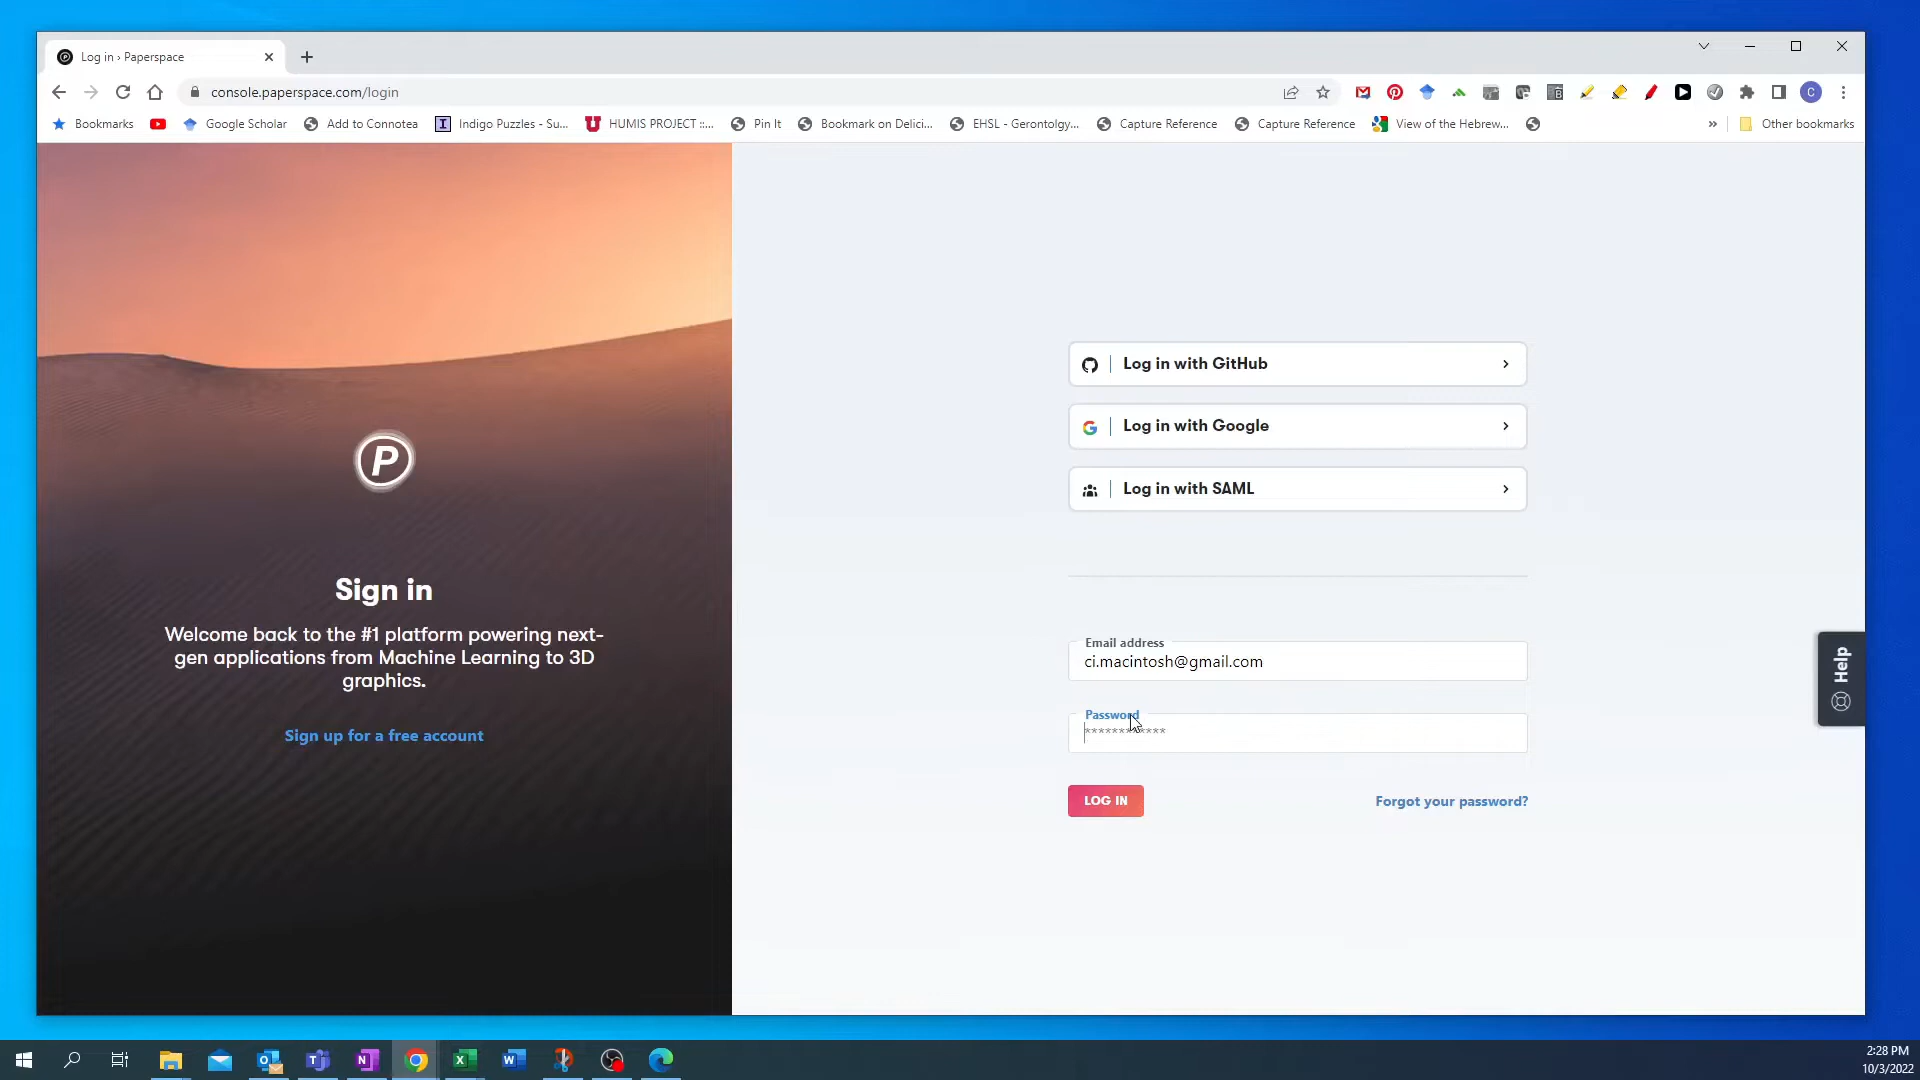 Log in › Paperspace
console.paperspace.com/login
C
Bookmarks
Google Scholar
Add to Connotea
I
Indigo Puzzles - Su...
HUMIS PROJECT ::...
Pin It
Bookmark on Delici...
EHSL - Gerontolgy...
Capture Reference
Capture Reference
View of the Hebrew...
»
Other bookmarks
P
Sign in
Welcome back to the #1 platform powering next-
gen applications from Machine Learning to 3D
graphics.
Sign up for a free account
Log in with GitHub
Log in with Google
Log in with SAML
Email address
ci.macintosh@gmail.com
Password
************
LOG IN
Forgot your password?
Help
2:28 PM
10/3/2022